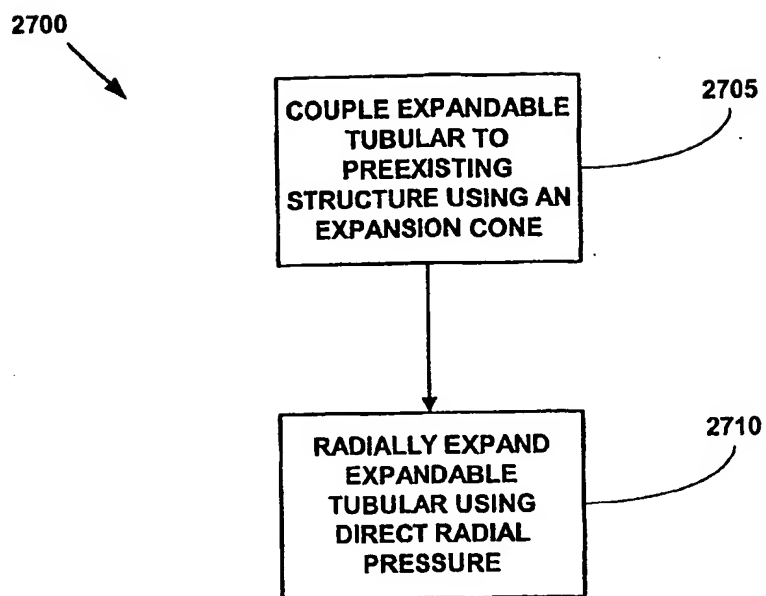 2700
2705
COUPLE EXPANDABLE
TUBULAR TO
PREEXISTING
STRUCTURE USING AN
EXPANSION CONE
2710
RADIALLY EXPAND
EXPANDABLE
TUBULAR USING
DIRECT RADIAL
PRESSURE